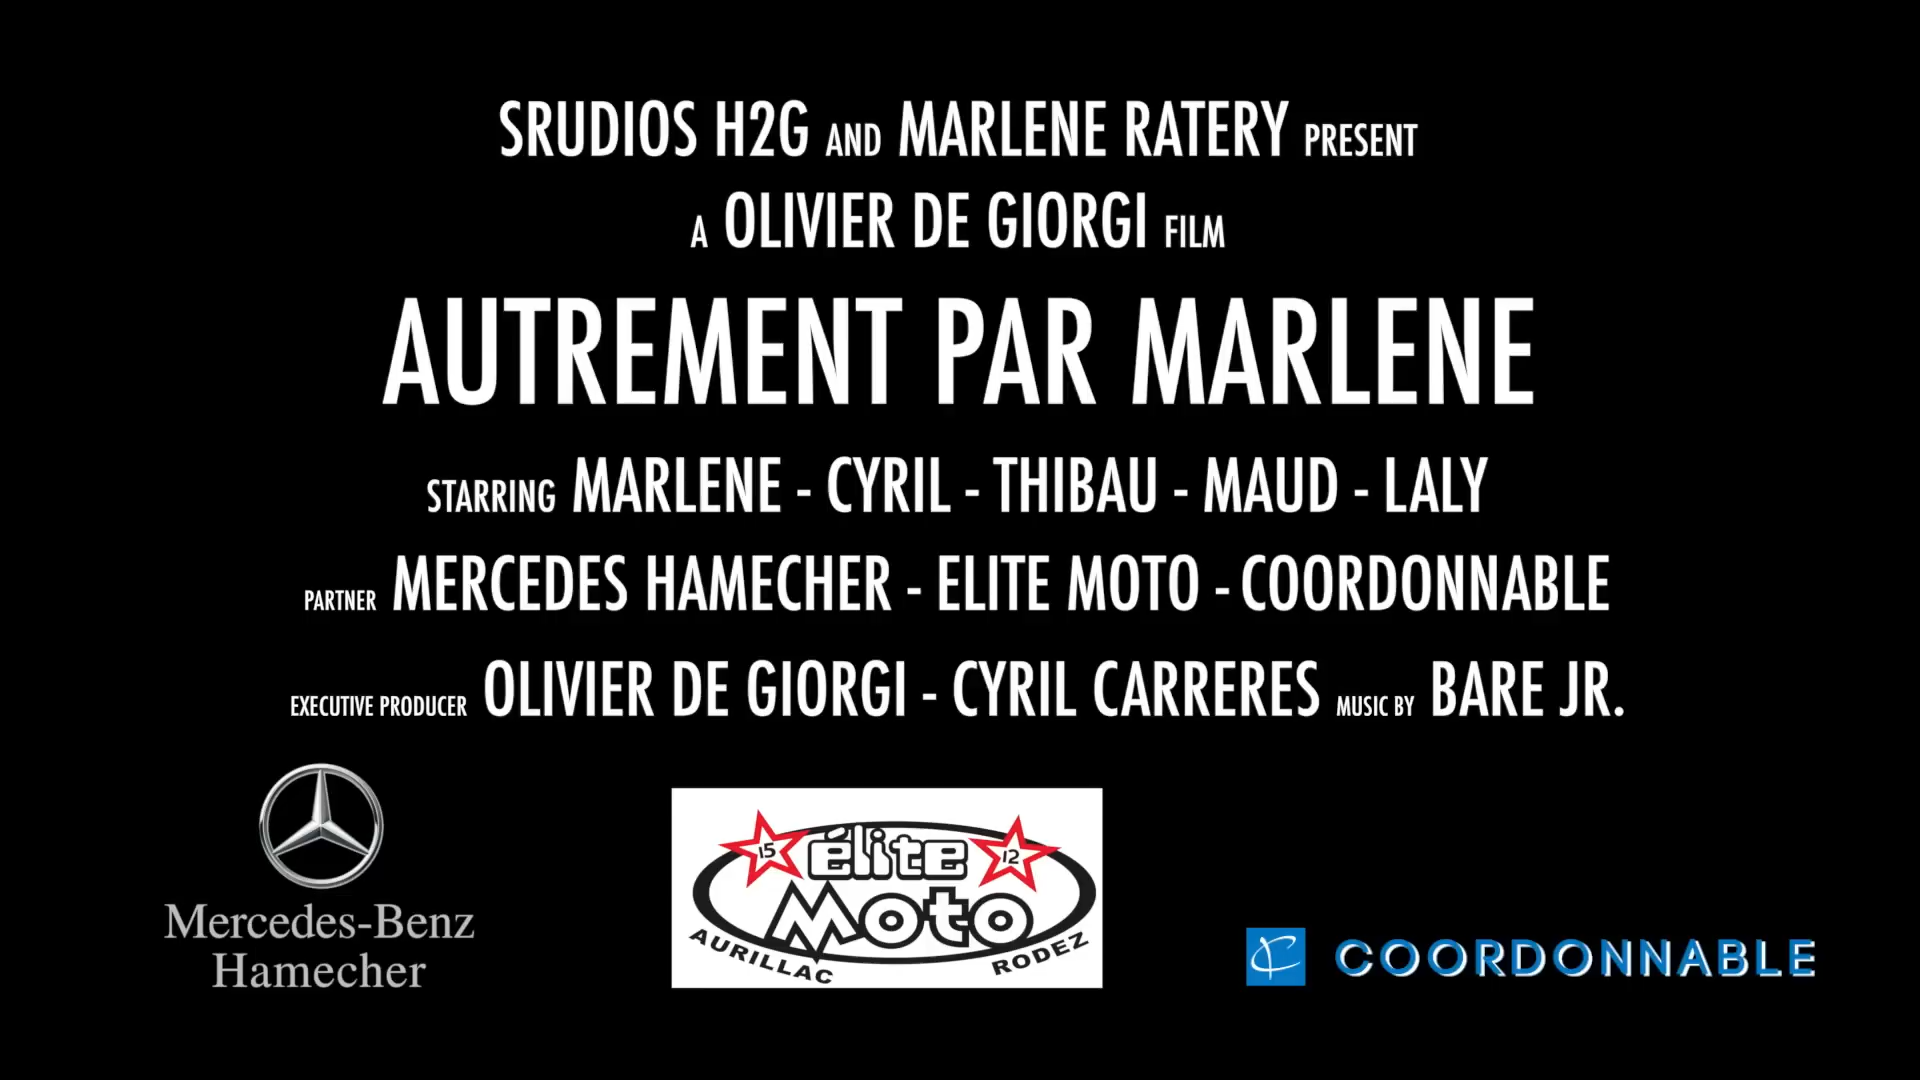 SRUDIOS H2G AND MARLENE RATERY PRESENT
A OLIVIER DE GIORGI FILM
AUTREMENT PAR MARLENE
STARRING MARLENE - CYRIL - THIBAU - MAUD - LALY
PARTNER MERCEDES HAMECHER - ELITE MOTO - COORDONNABLE
EXECUTIVE PRODUCER OLIVIER DE GIORGI - CYRIL CARRERES MUSIC BY BARE JR.
Mercedes-Benz
Hamecher
15 élite 12
Moto
AURILLAC RODEZ
COORDONNABLE